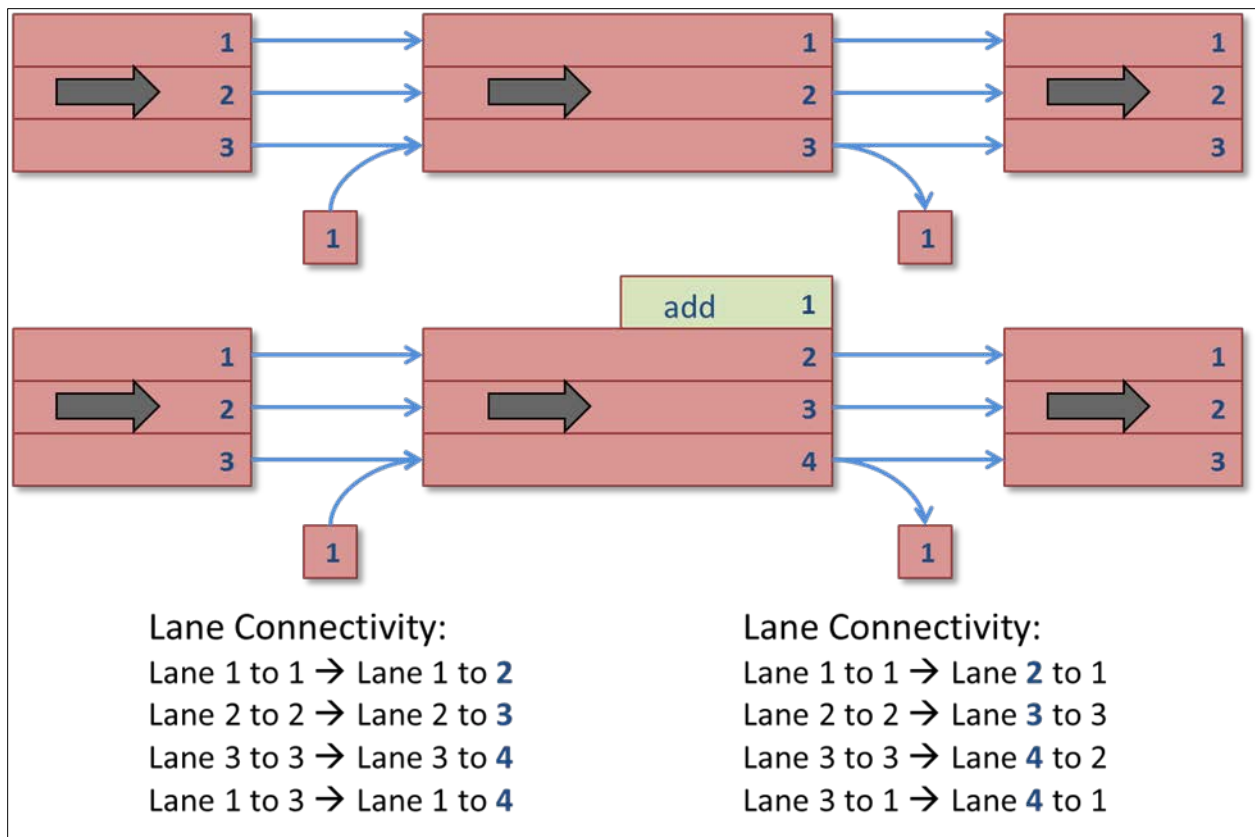 1 1 1
2 2 2
3 3 3
1 1
add 1
1 2 1
2 3 2
3 4 3
1 1
Lane Connectivity:
Lane 1 to 1 → Lane 1 to 2
Lane 2 to 2 → Lane 2 to 3
Lane 3 to 3 → Lane 3 to 4
Lane 1 to 3 → Lane 1 to 4
Lane Connectivity:
Lane 1 to 1 → Lane 2 to 1
Lane 2 to 2 → Lane 3 to 3
Lane 3 to 3 → Lane 4 to 2
Lane 3 to 1 → Lane 4 to 1